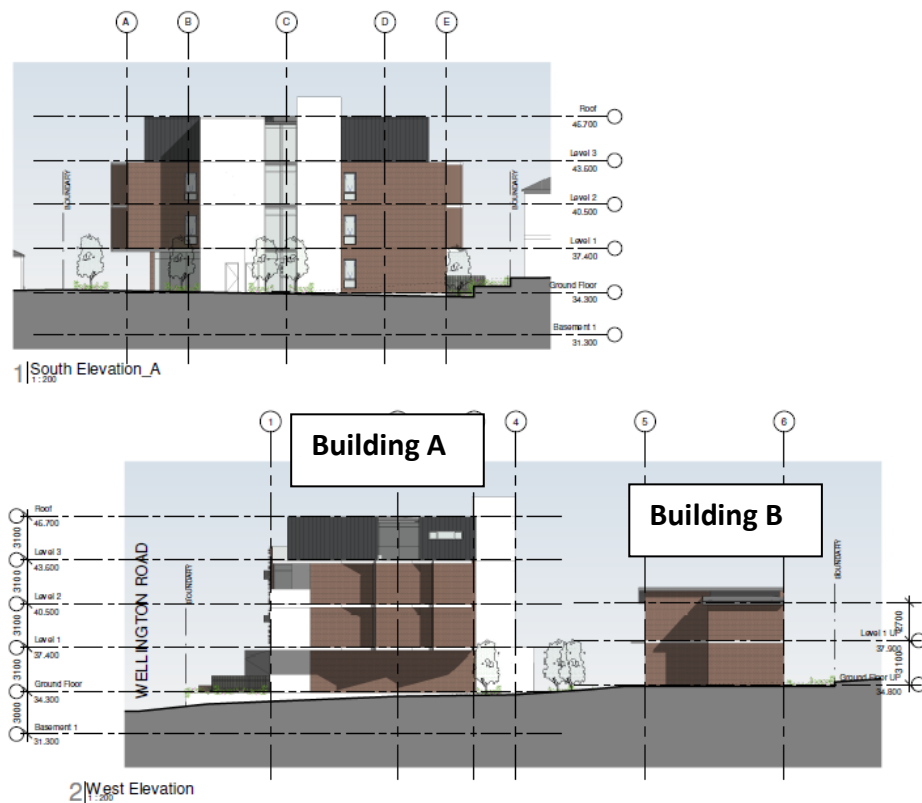 A B C D E
Roof
46.700
Level 3
43.600
BOUNDARY
BOUNDARY
Level 2
40.500
Level 1
37.400
Ground Floor
34.300
Basement 1
31.300
1 South Elevation_A
1 : 200
1 4 5 6
Building A
Building B
Roof
46.700
3100
Level 3
43.600
3100
Level 2
40.500
3100
Level 1
37.400
3100
Ground Floor
34.300
3000
Basement 1
31.300
WELLINGTON ROAD
BOUNDARY
BOUNDARY
2700
Level 1 UP
37.900
3100
Ground Floor UP
34.800
2 West Elevation
1 : 200